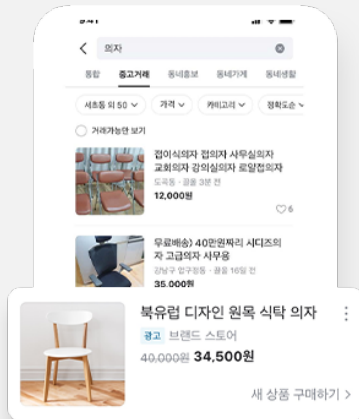 9:41
의자
통합 중고거래 동네홍보 동네가게 동네생활
서초동 외 50 가격 카테고리 정확도순
거래가능만 보기
접이식의자 접의자 사무실의자
교회의자 강의실의자 로얄접의자
도곡동 · 끌올 3분 전
12,000원
6
무료배송) 40만원짜리 시디즈의
자 고급의자 사무용
강남구 압구정동 · 끌올 16일 전
35,000원
북유럽 디자인 원목 식탁 의자
광고 브랜드 스토어
40,000원 34,500원
새 상품 구매하기 >